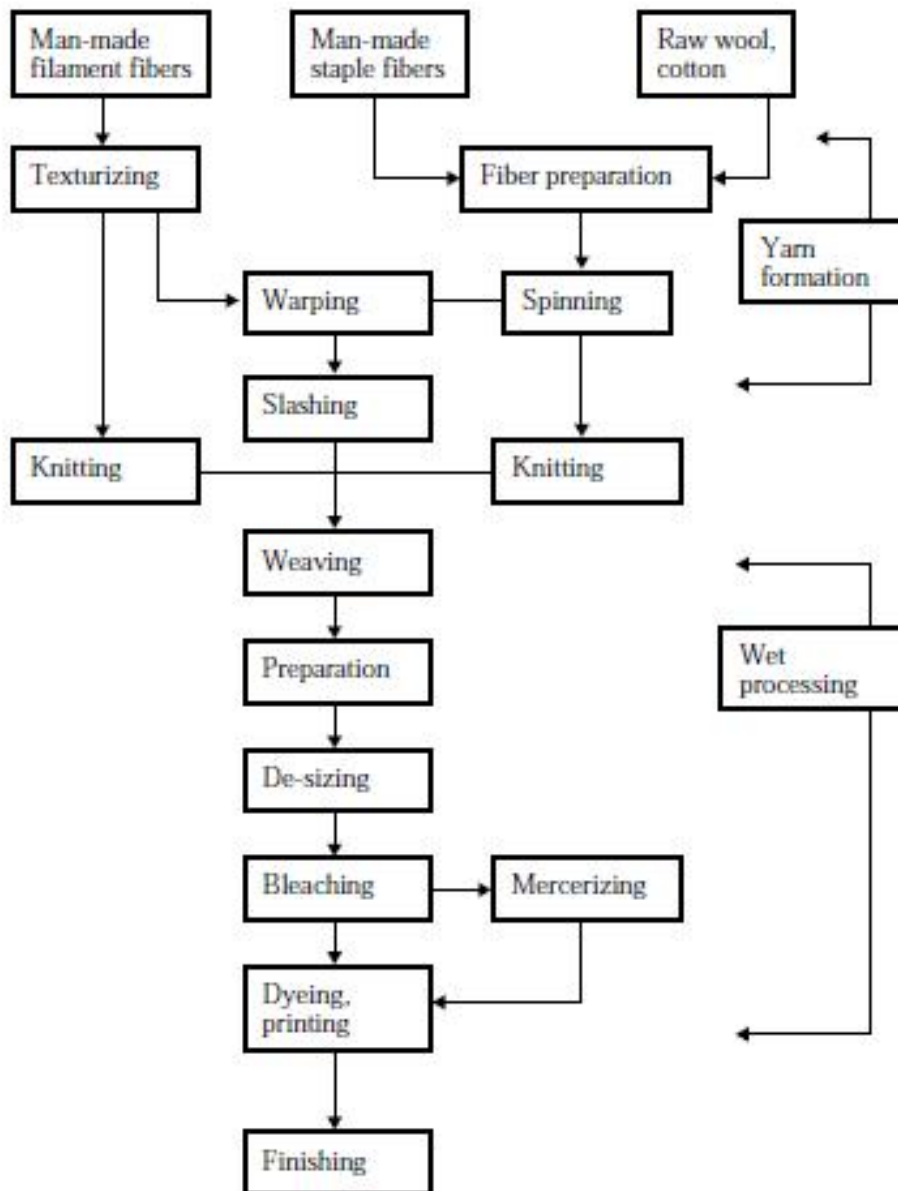 Man-made
filament fibers
Man-made
staple fibers
Raw wool,
cotton
Texturizing
Fiber preparation
Yarn
formation
Warping
Spinning
Slashing
Knitting
Knitting
Weaving
Preparation
Wet
processing
De-sizing
Bleaching
Mercerizing
Dyeing,
printing
Finishing